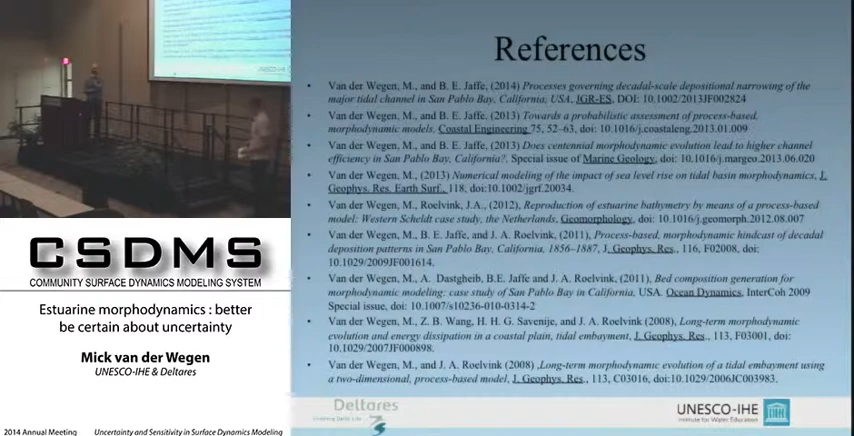 CSDMS
COMMUNITY SURFACE DYNAMICS MODELING SYSTEM
Estuarine morphodynamics : better
be certain about uncertainty
Mick van der Wegen
UNESCO-IHE & Deltares
2014 Annual Meeting
Uncertainty and Sensitivity in Surface Dynamics Modeling
References
• Van der Wegen, M., and B. E. Jaffe, (2014) Processes governing decadal-scale depositional narrowing of the
major tidal channel in San Pablo Bay, California, USA, JGR-ES, DOI: 10.1002/2013JF002824
• Van der Wegen, M., and B. E. Jaffe, (2013) Towards a probabilistic assessment of process-based,
morphodynamic models. Coastal Engineering 75, 52–63, doi: 10.1016/j.coastaleng.2013.01.009
• Van der Wegen, M., and B. E. Jaffe, (2013) Does centennial morphodynamic evolution lead to higher channel
efficiency in San Pablo Bay, California?. Special issue of Marine Geology, doi: 10.1016/j.margeo.2013.06.020
• Van der Wegen, M., (2013) Numerical modeling of the impact of sea level rise on tidal basin morphodynamics, J.
Geophys. Res. Earth Surf., 118, doi:10.1002/jgrf.20034.
• Van der Wegen, M., Roelvink, J.A., (2012), Reproduction of estuarine bathymetry by means of a process-based
model: Western Scheldt case study, the Netherlands, Geomorphology, doi: 10.1016/j.geomorph.2012.08.007
• Van der Wegen, M., B. E. Jaffe, and J. A. Roelvink, (2011), Process-based, morphodynamic hindcast of decadal
deposition patterns in San Pablo Bay, California, 1856–1887, J. Geophys. Res., 116, F02008, doi:
10.1029/2009JF001614.
• Van der Wegen, M., A. Dastgheib, B.E. Jaffe and J. A. Roelvink, (2011), Bed composition generation for
morphodynamic modeling: case study of San Pablo Bay in California, USA. Ocean Dynamics, InterCoh 2009
Special issue, doi: 10.1007/s10236-010-0314-2
• Van der Wegen, M., Z. B. Wang, H. H. G. Savenije, and J. A. Roelvink (2008), Long-term morphodynamic
evolution and energy dissipation in a coastal plain, tidal embayment, J. Geophys. Res., 113, F03001, doi:
10.1029/2007JF000898.
• Van der Wegen, M., and J. A. Roelvink (2008) ,Long-term morphodynamic evolution of a tidal embayment using
a two-dimensional, process-based model, J. Geophys. Res., 113, C03016, doi:10.1029/2006JC003983.
Deltares
UNESCO-IHE
Institute for Water Education